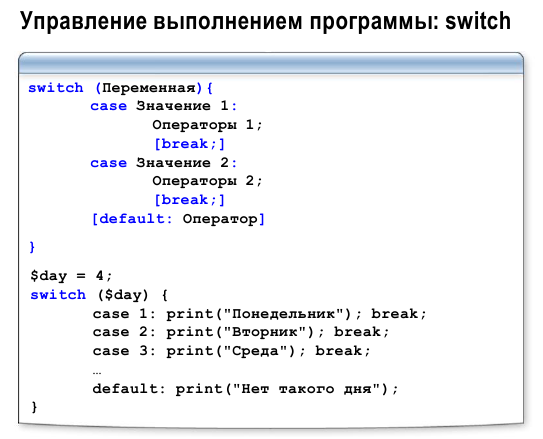 Управление выполнением программы: switch
switch (Переменная){
case Значение 1:
Операторы 1;
[break;]
case Значение 2:
Операторы 2;
[break;]
[default: Оператор]
}
$day = 4;
switch ($day) {
case 1: print("Понедельник"); break;
case 2: print("Вторник"); break;
case 3: print("Среда"); break;
…
default: print("Нет такого дня");
}